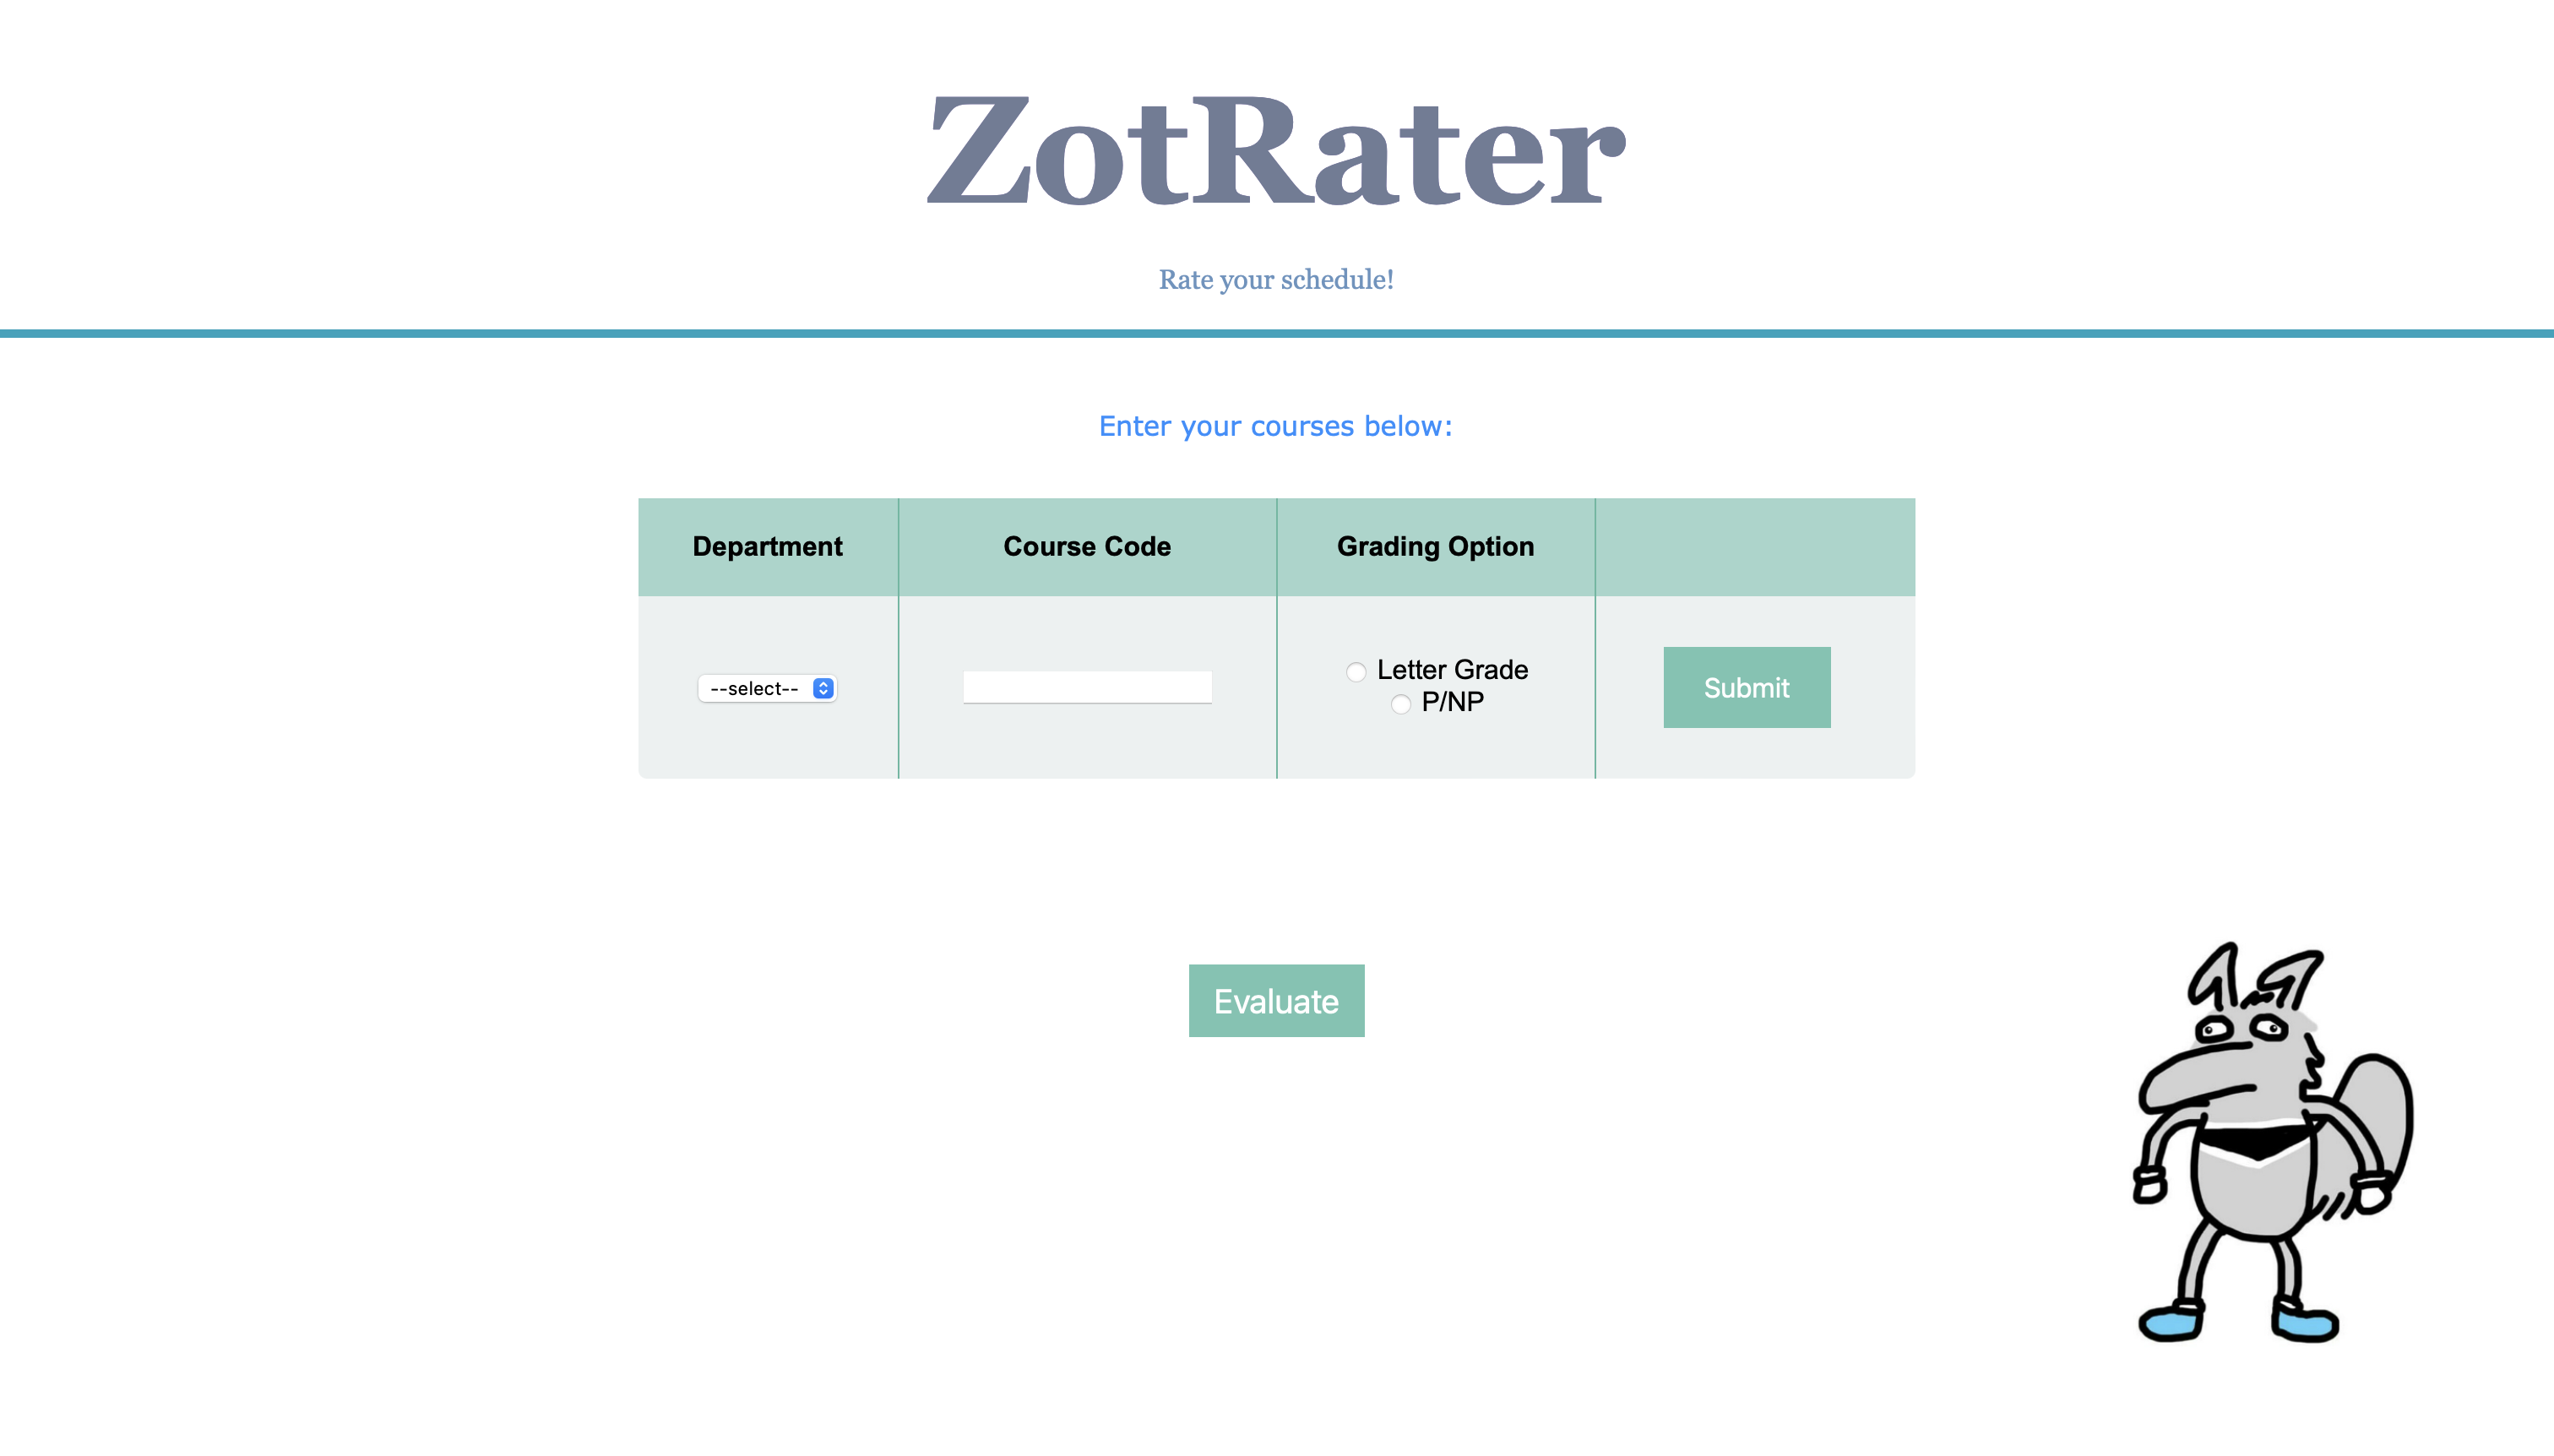 ZotRater
Rate your schedule!
Enter your courses below:
Department Course Code Grading Option
--select-- Letter Grade Submit
P/NP
Evaluate